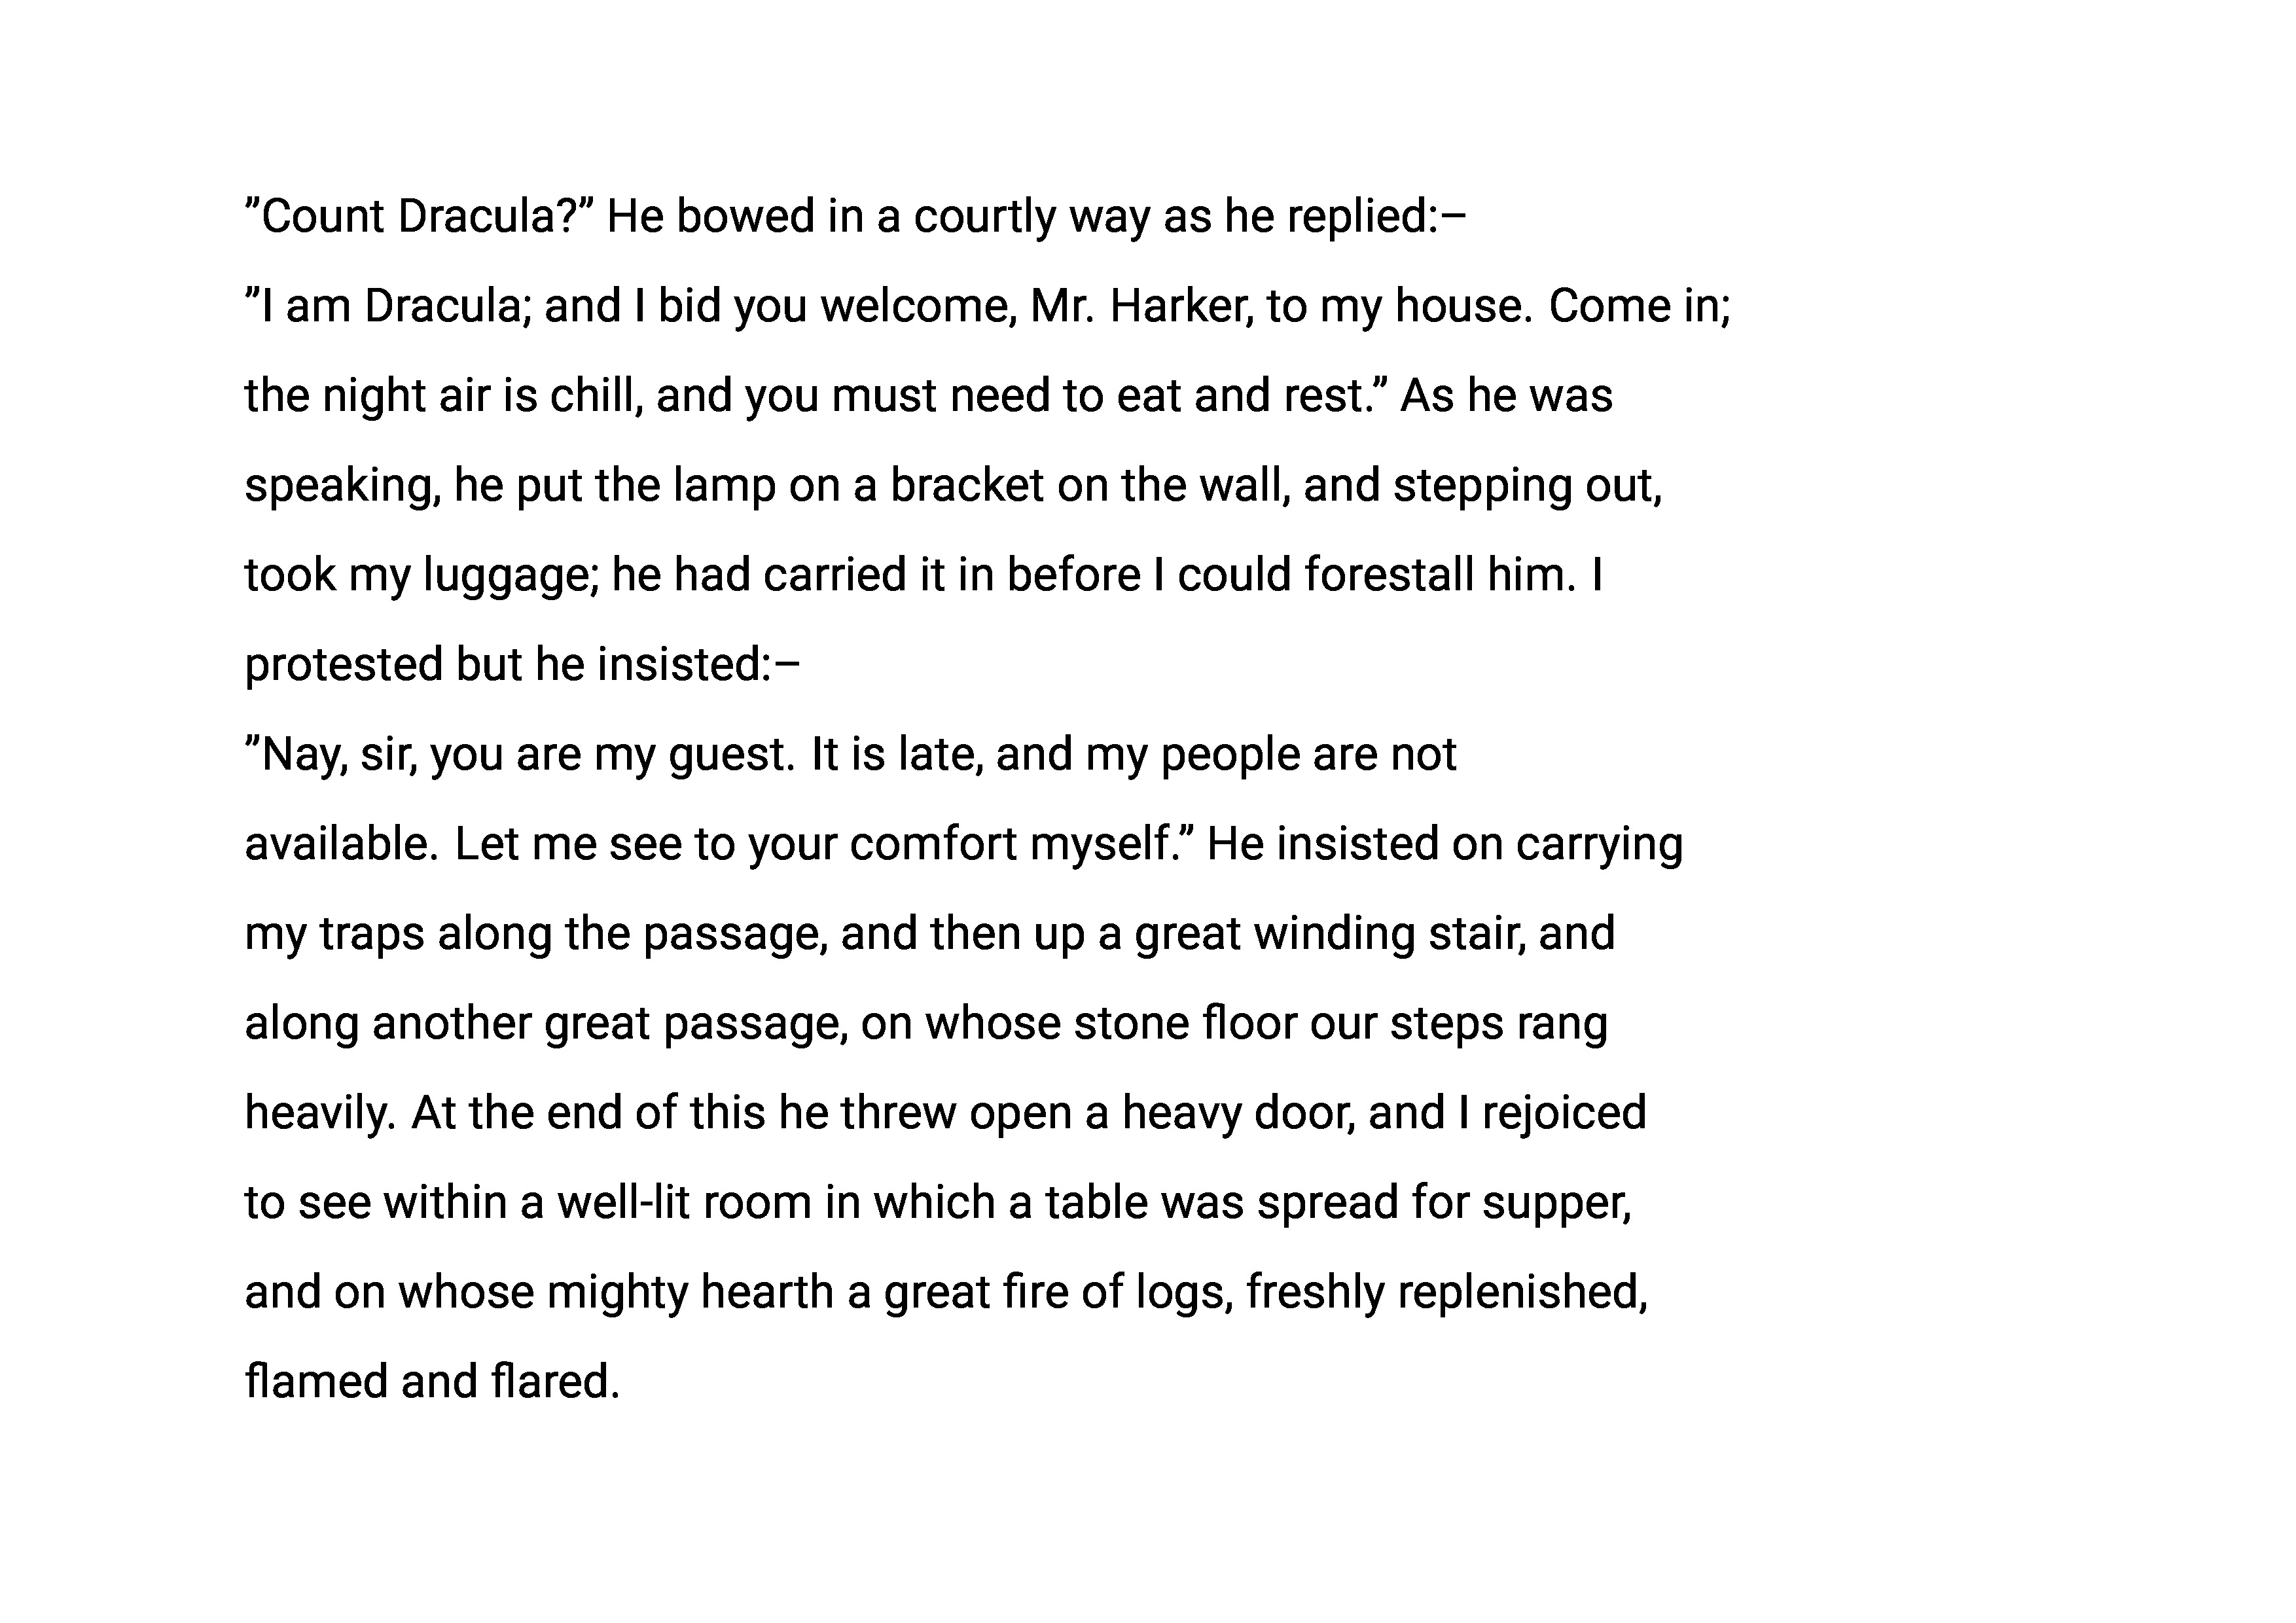 ”Count Dracula?” He bowed in a courtly way as he replied:–
”I am Dracula; and I bid you welcome, Mr. Harker, to my house. Come in;
the night air is chill, and you must need to eat and rest.” As he was
speaking, he put the lamp on a bracket on the wall, and stepping out,
took my luggage; he had carried it in before I could forestall him. I
protested but he insisted:–
”Nay, sir, you are my guest. It is late, and my people are not
available. Let me see to your comfort myself.” He insisted on carrying
my traps along the passage, and then up a great winding stair, and
along another great passage, on whose stone floor our steps rang
heavily. At the end of this he threw open a heavy door, and I rejoiced
to see within a well-lit room in which a table was spread for supper,
and on whose mighty hearth a great fire of logs, freshly replenished,
flamed and flared.